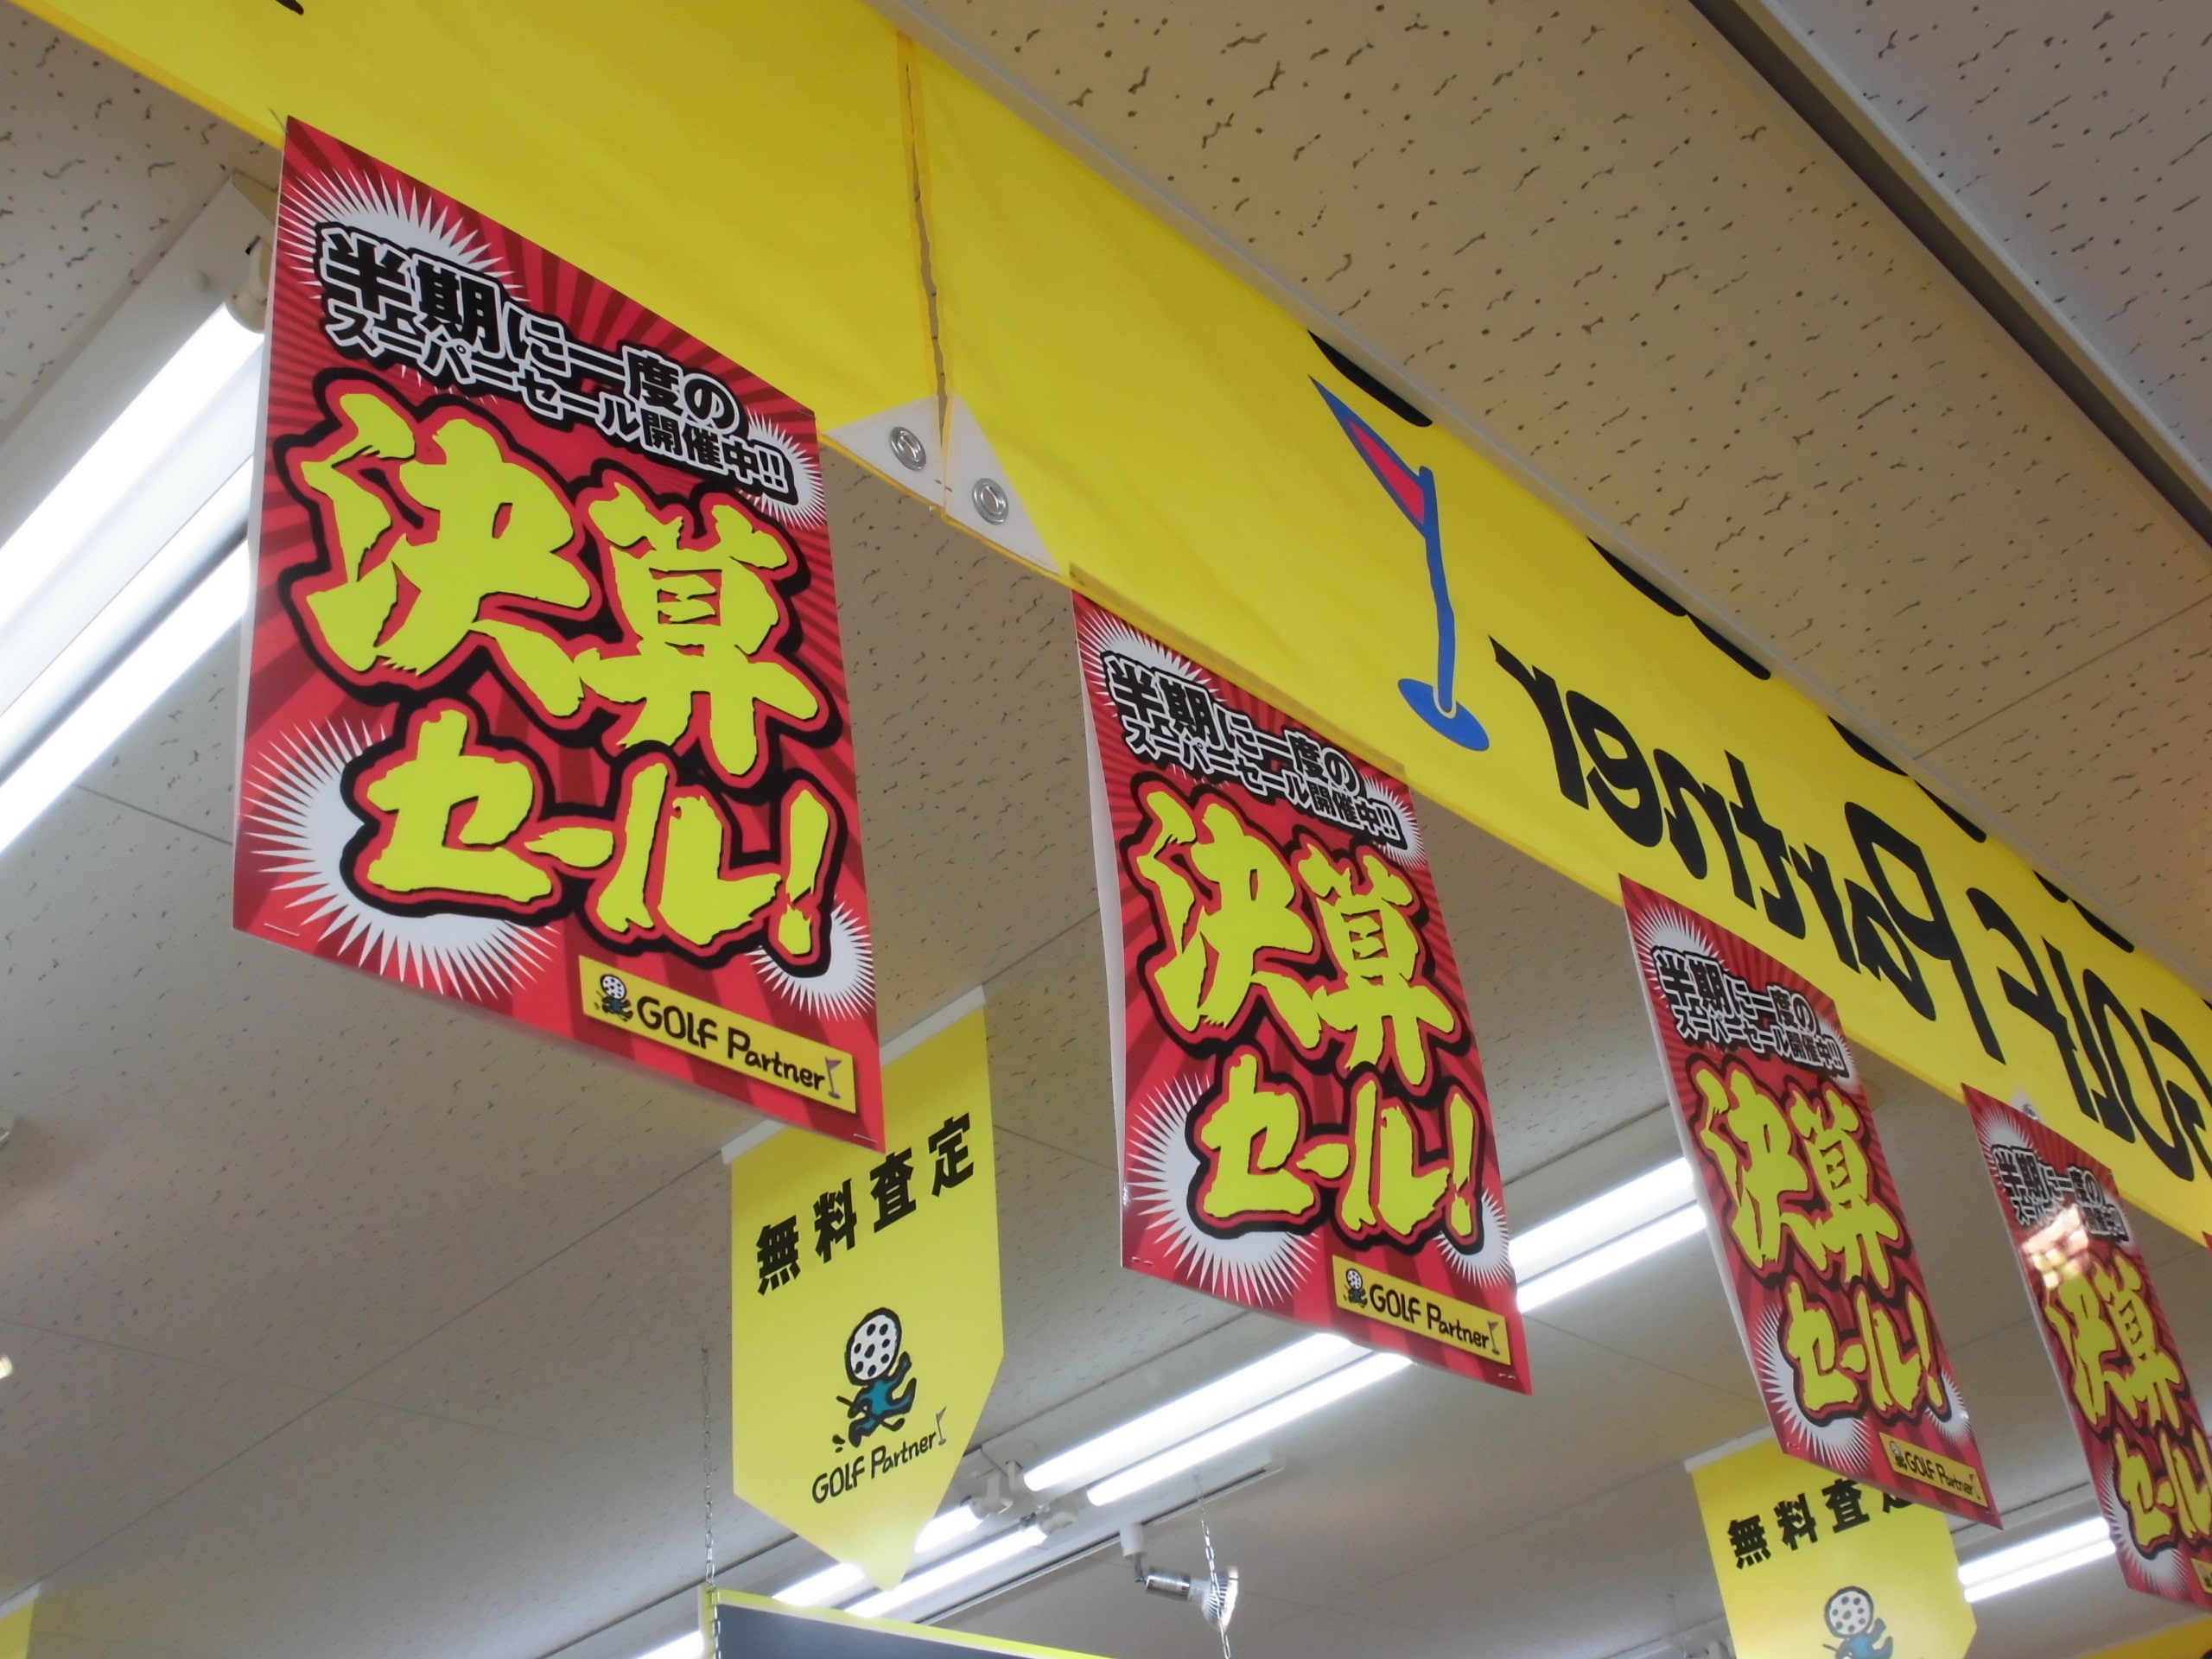 半期に一度の
スーパーセール開催中!!
決算
セール!
GOLF Partner
半期に一度の
スーパーセール開催中!!
決算
セール!
GOLF Partner
半期に一度の
スーパーセール開催中!!
決算
セール!
GOLF Partner
半期に一度の
決算
セール
GOLF Partner
無料査定
GOLF Partner
無料査定